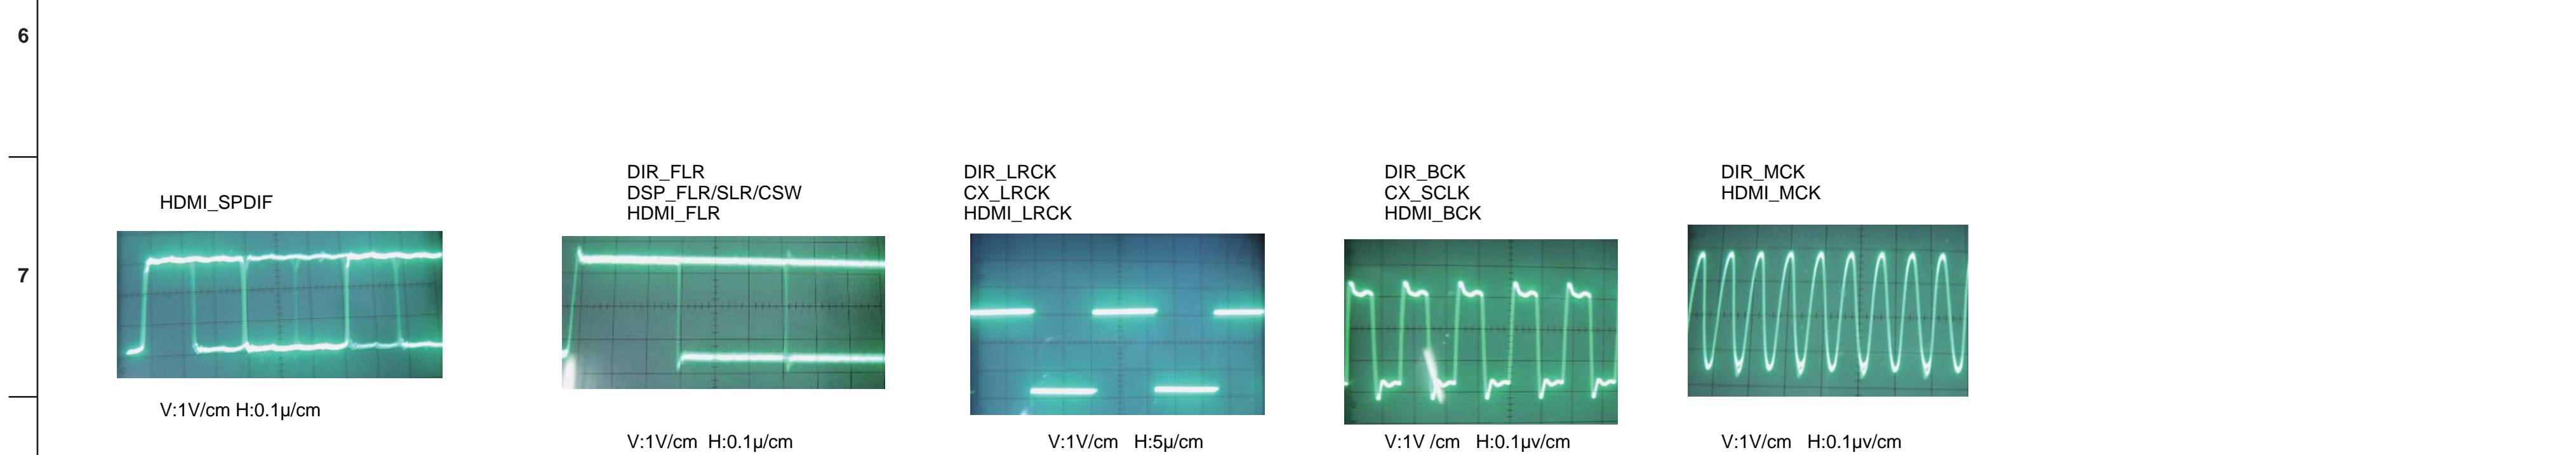 6
7
HDMI_SPDIF
V:1V/cm H:0.1µ/cm
DIR_FLR
DSP_FLR/SLR/CSW
HDMI_FLR
V:1V/cm H:0.1µ/cm
DIR_LRCK
CX_LRCK
HDMI_LRCK
V:1V/cm H:5µ/cm
DIR_BCK
CX_SCLK
HDMI_BCK
V:1V /cm H:0.1µv/cm
DIR_MCK
HDMI_MCK
V:1V/cm H:0.1µv/cm